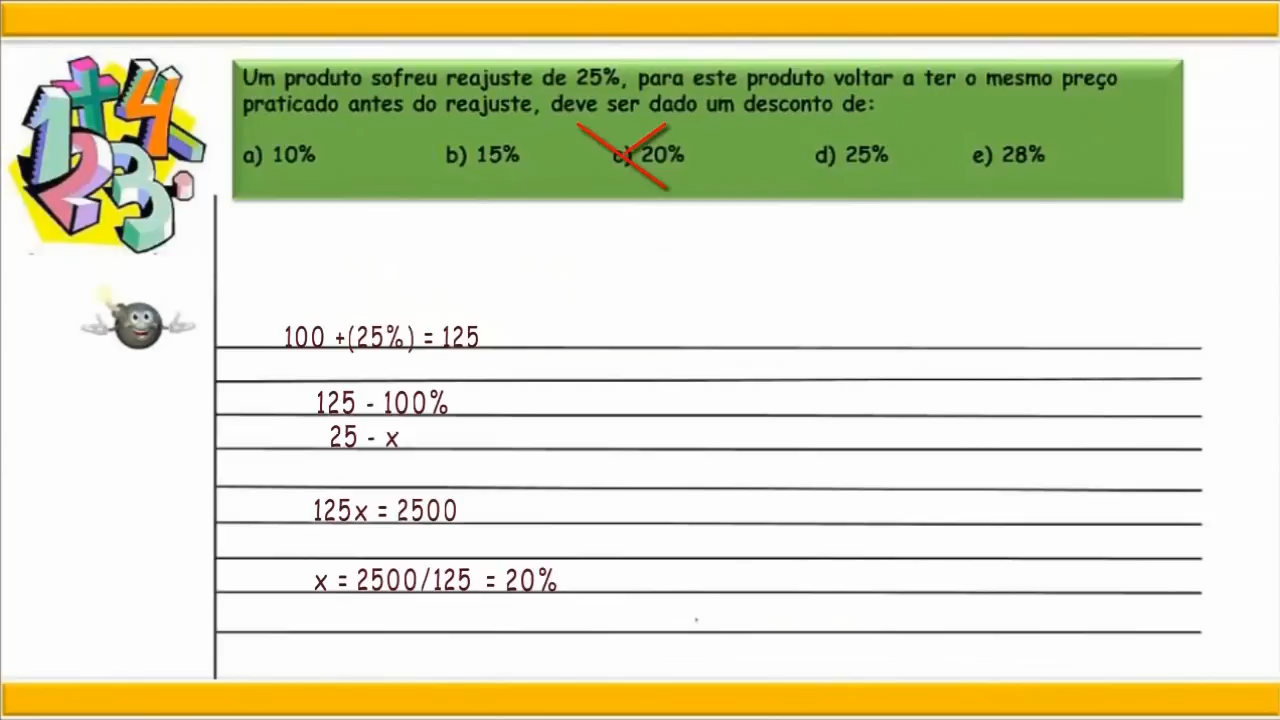 Um produto sofreu reajuste de 25%, para este produto voltar a ter o mesmo preço
praticado antes do reajuste, deve ser dado um desconto de:
a) 10% b) 15% c) 20% d) 25% e) 28%
100 +(25%) = 125
125 - 100%
25 - x
125x = 2500
x = 2500/125 = 20%